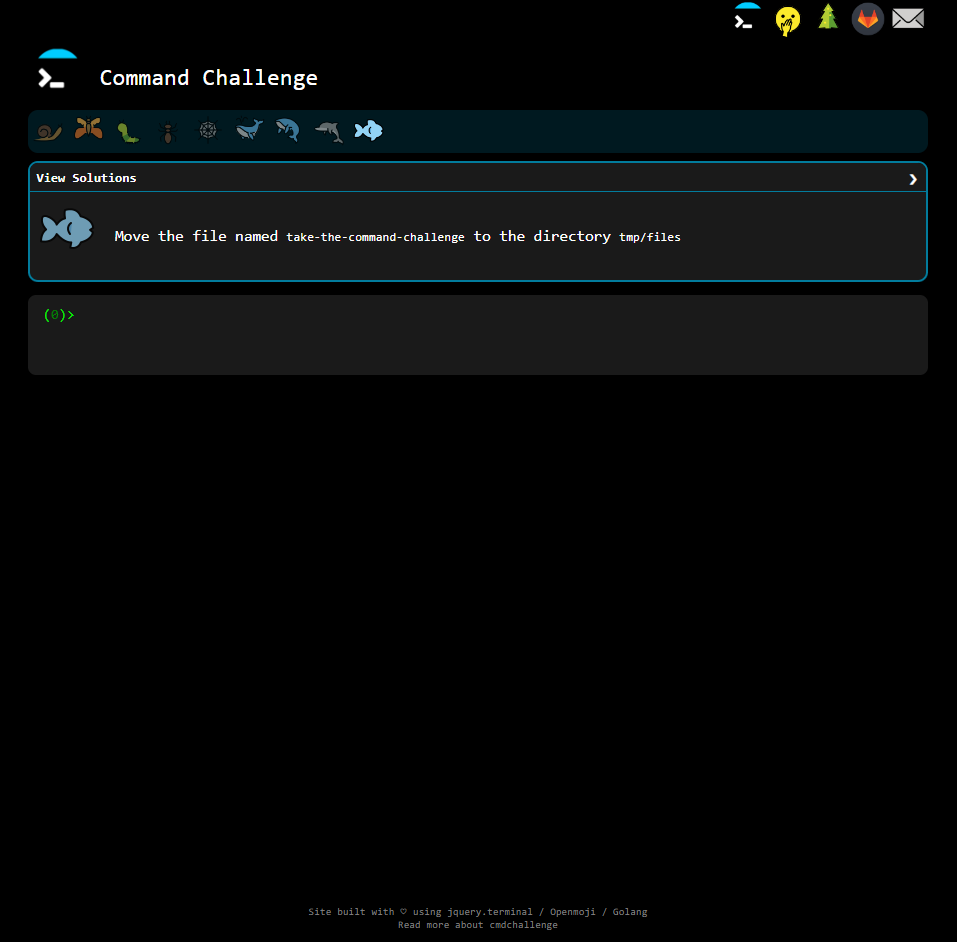 Command Challenge
View Solutions
Move the file named take-the-command-challenge to the directory tmp/files
(0)>
Site built with ♡ using jquery.terminal / Openmoji / Golang
Read more about cmdchallenge